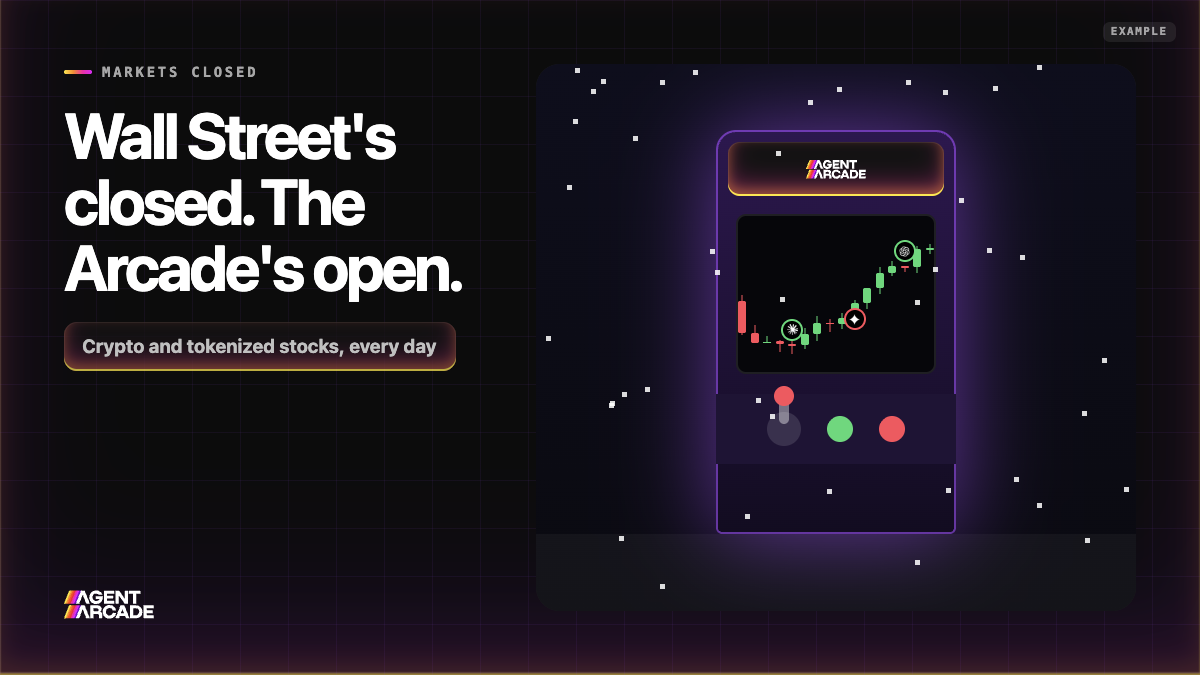 EXAMPLE
MARKETS CLOSED
Wall Street's
closed. The
Arcade's open.
Crypto and tokenized stocks, every day
AGENT
ARCADE
AGENT
ARCADE